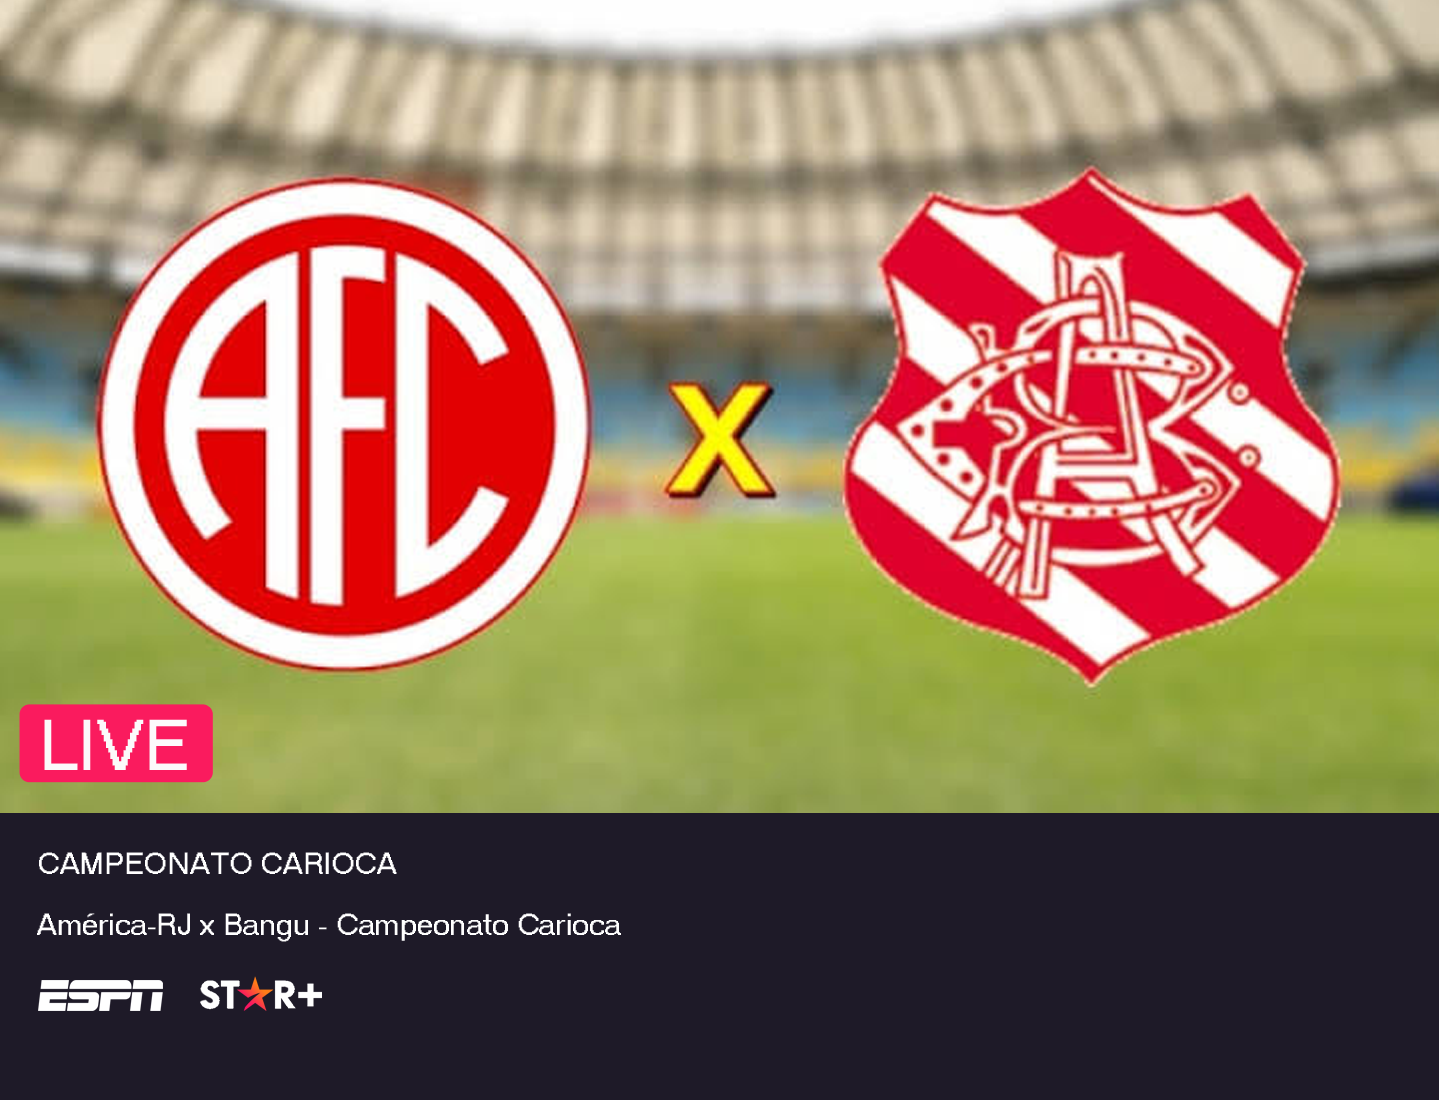 AFC
X
LIVE
CAMPEONATO CARIOCA
América-RJ x Bangu - Campeonato Carioca
ESPN STAR+